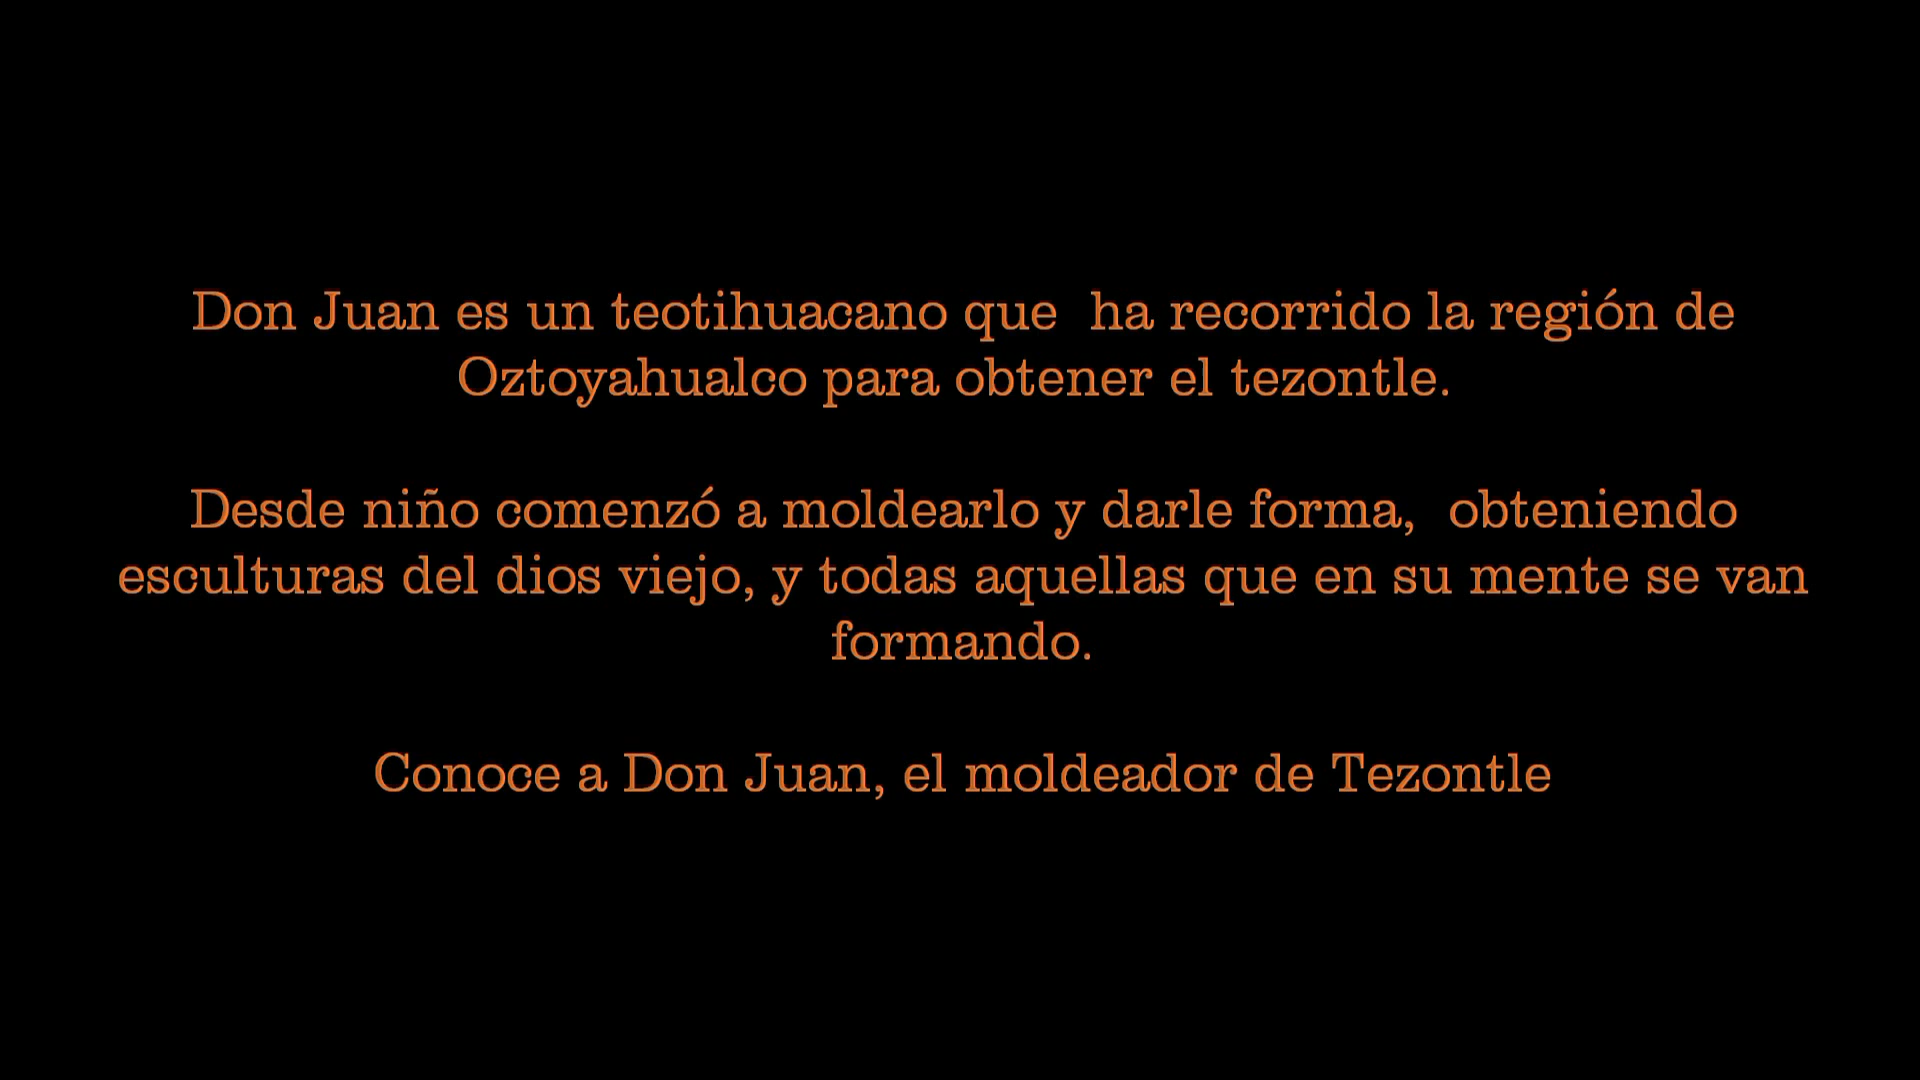 Don Juan es un teotihuacano que  ha recorrido la región de
Oztoyahualco para obtener el tezontle.
Desde niño comenzó a moldearlo y darle forma,  obteniendo
esculturas del dios viejo, y todas aquellas que en su mente se van
formando.
Conoce a Don Juan, el moldeador de Tezontle